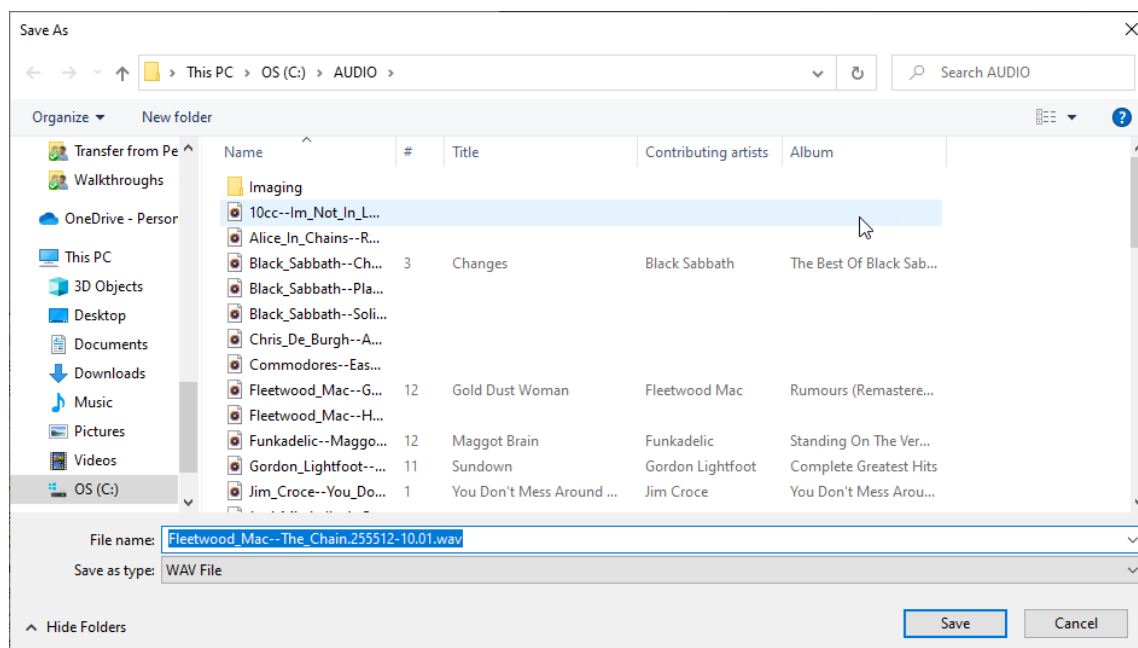 Save As
This PC > OS (C:) > AUDIO >
Search AUDIO
Organize
New folder
Name # Title Contributing artists Album
Transfer from Pe
Walkthroughs
OneDrive - Person
This PC
3D Objects
Desktop
Documents
Downloads
Music
Pictures
Videos
OS (C:)
Imaging
10cc--Im_Not_In_L...
Alice_In_Chains--R...
Black_Sabbath--Ch... 3 Changes Black Sabbath The Best Of Black Sab...
Black_Sabbath--Pla...
Black_Sabbath--Soli...
Chris_De_Burgh--A...
Commodores--Eas...
Fleetwood_Mac--G... 12 Gold Dust Woman Fleetwood Mac Rumours (Remastere...
Fleetwood_Mac--H...
Funkadelic--Maggo... 12 Maggot Brain Funkadelic Standing On The Ver...
Gordon_Lightfoot--... 11 Sundown Gordon Lightfoot Complete Greatest Hits
Jim_Croce--You_Do... 1 You Don't Mess Around ... Jim Croce You Don't Mess Arou...
File name: Fleetwood_Mac--The_Chain.255512-10.01.wav
Save as type: WAV File
Hide Folders
Save
Cancel